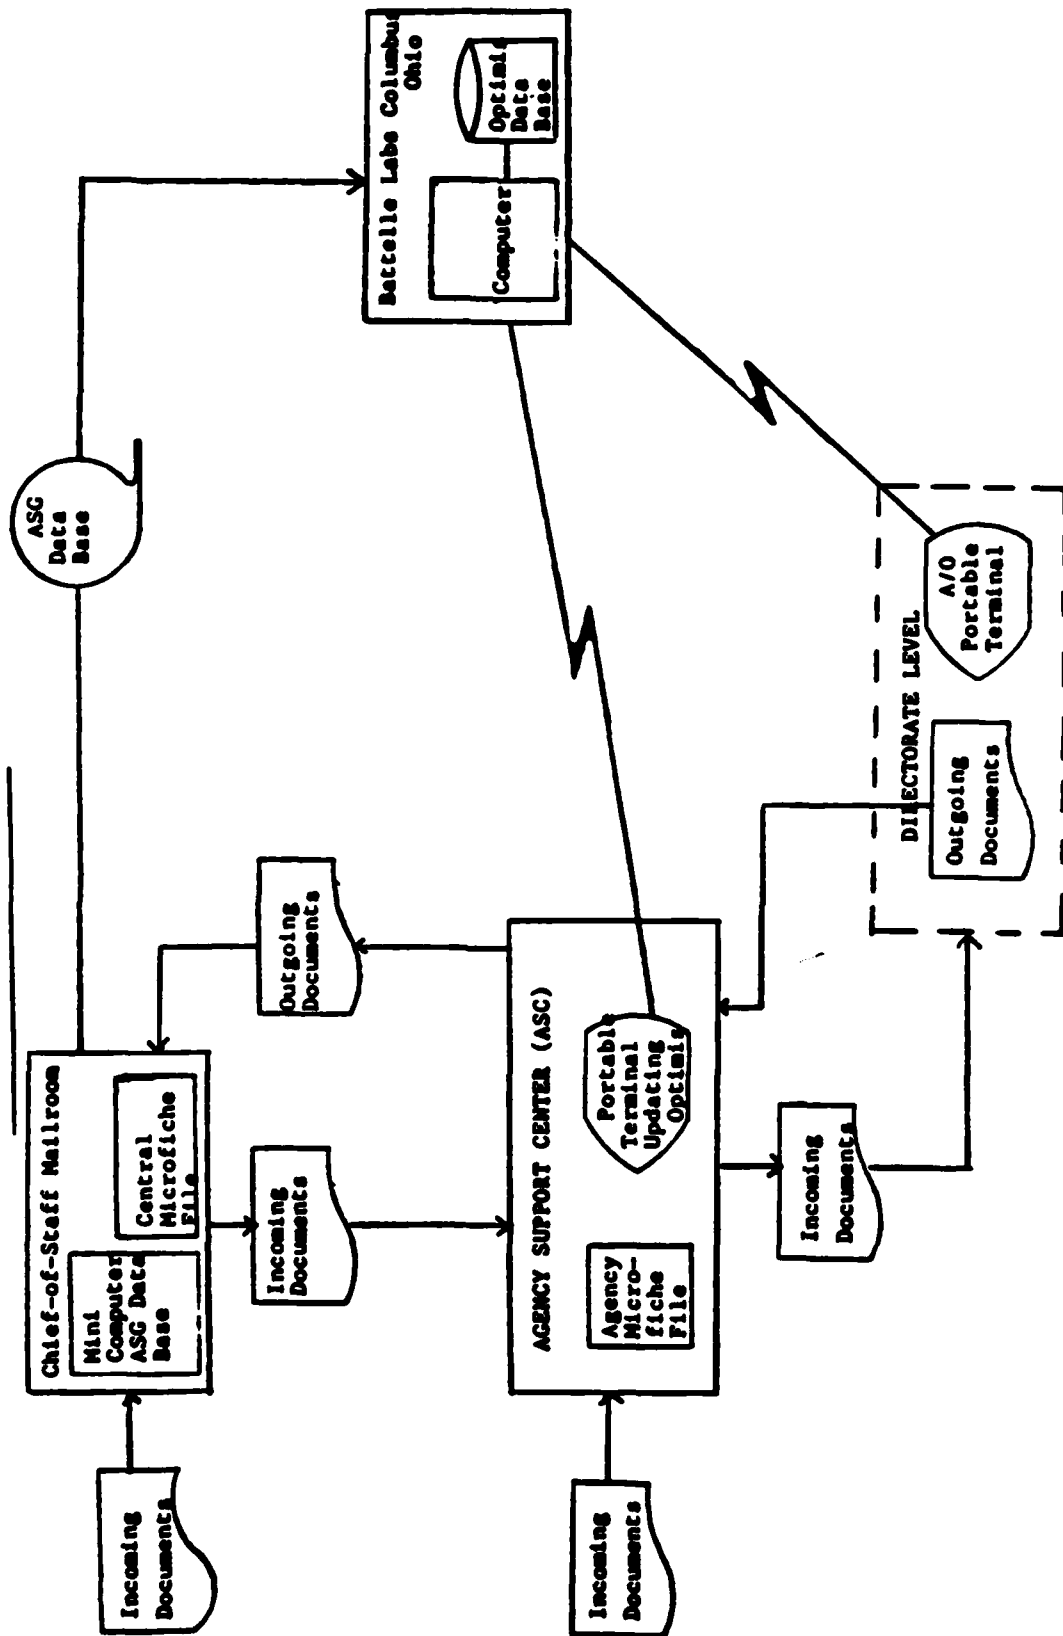 Incoming
Documents
Chief-of-Staff Mailroom
Mini
Computer
ASG Data
Base
Central
Microfiche
File
ASG
Data
Base
Battelle Labs Columbus
Ohio
Computer
Optimis
Data
Base
Incoming
Documents
Outgoing
Documents
Incoming
Documents
AGENCY SUPPORT CENTER (ASC)
Agency
Micro-
fiche
File
Portable
Terminal
Updating
Optimis
Incoming
Documents
DIRECTORATE LEVEL
Outgoing
Documents
A/O
Portable
Terminal